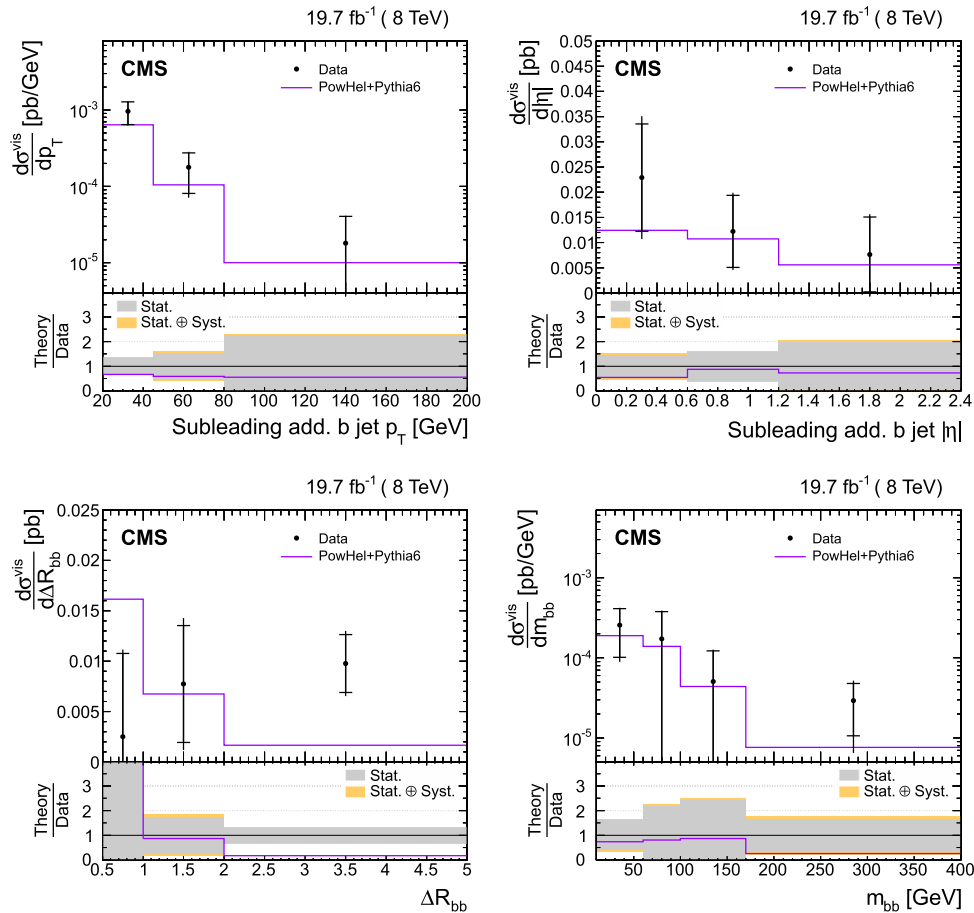 19.7 fb⁻¹ ( 8 TeV)
CMS
Data
PowHel+Pythia6
dσ^vis/dp_T [pb/GeV]
10⁻³
10⁻⁴
10⁻⁵
Stat.
Stat. ⊕ Syst.
Theory/Data
3
2
1
0
20 40 60 80 100 120 140 160 180 200
Subleading add. b jet p_T [GeV]
19.7 fb⁻¹ ( 8 TeV)
CMS
Data
PowHel+Pythia6
dσ^vis/d|η| [pb]
0.05
0.045
0.04
0.035
0.03
0.025
0.02
0.015
0.01
0.005
0
Stat.
Stat. ⊕ Syst.
Theory/Data
3
2
1
0
0 0.2 0.4 0.6 0.8 1 1.2 1.4 1.6 1.8 2 2.2 2.4
Subleading add. b jet |η|
19.7 fb⁻¹ ( 8 TeV)
CMS
Data
PowHel+Pythia6
dσ^vis/dΔR_bb [pb]
0.025
0.02
0.015
0.01
0.005
0
Stat.
Stat. ⊕ Syst.
Theory/Data
3
2
1
0
0.5 1 1.5 2 2.5 3 3.5 4 4.5 5
ΔR_bb
19.7 fb⁻¹ ( 8 TeV)
CMS
Data
PowHel+Pythia6
dσ^vis/dm_bb [pb/GeV]
10⁻³
10⁻⁴
10⁻⁵
Stat.
Stat. ⊕ Syst.
Theory/Data
3
2
1
0
50 100 150 200 250 300 350 400
m_bb [GeV]